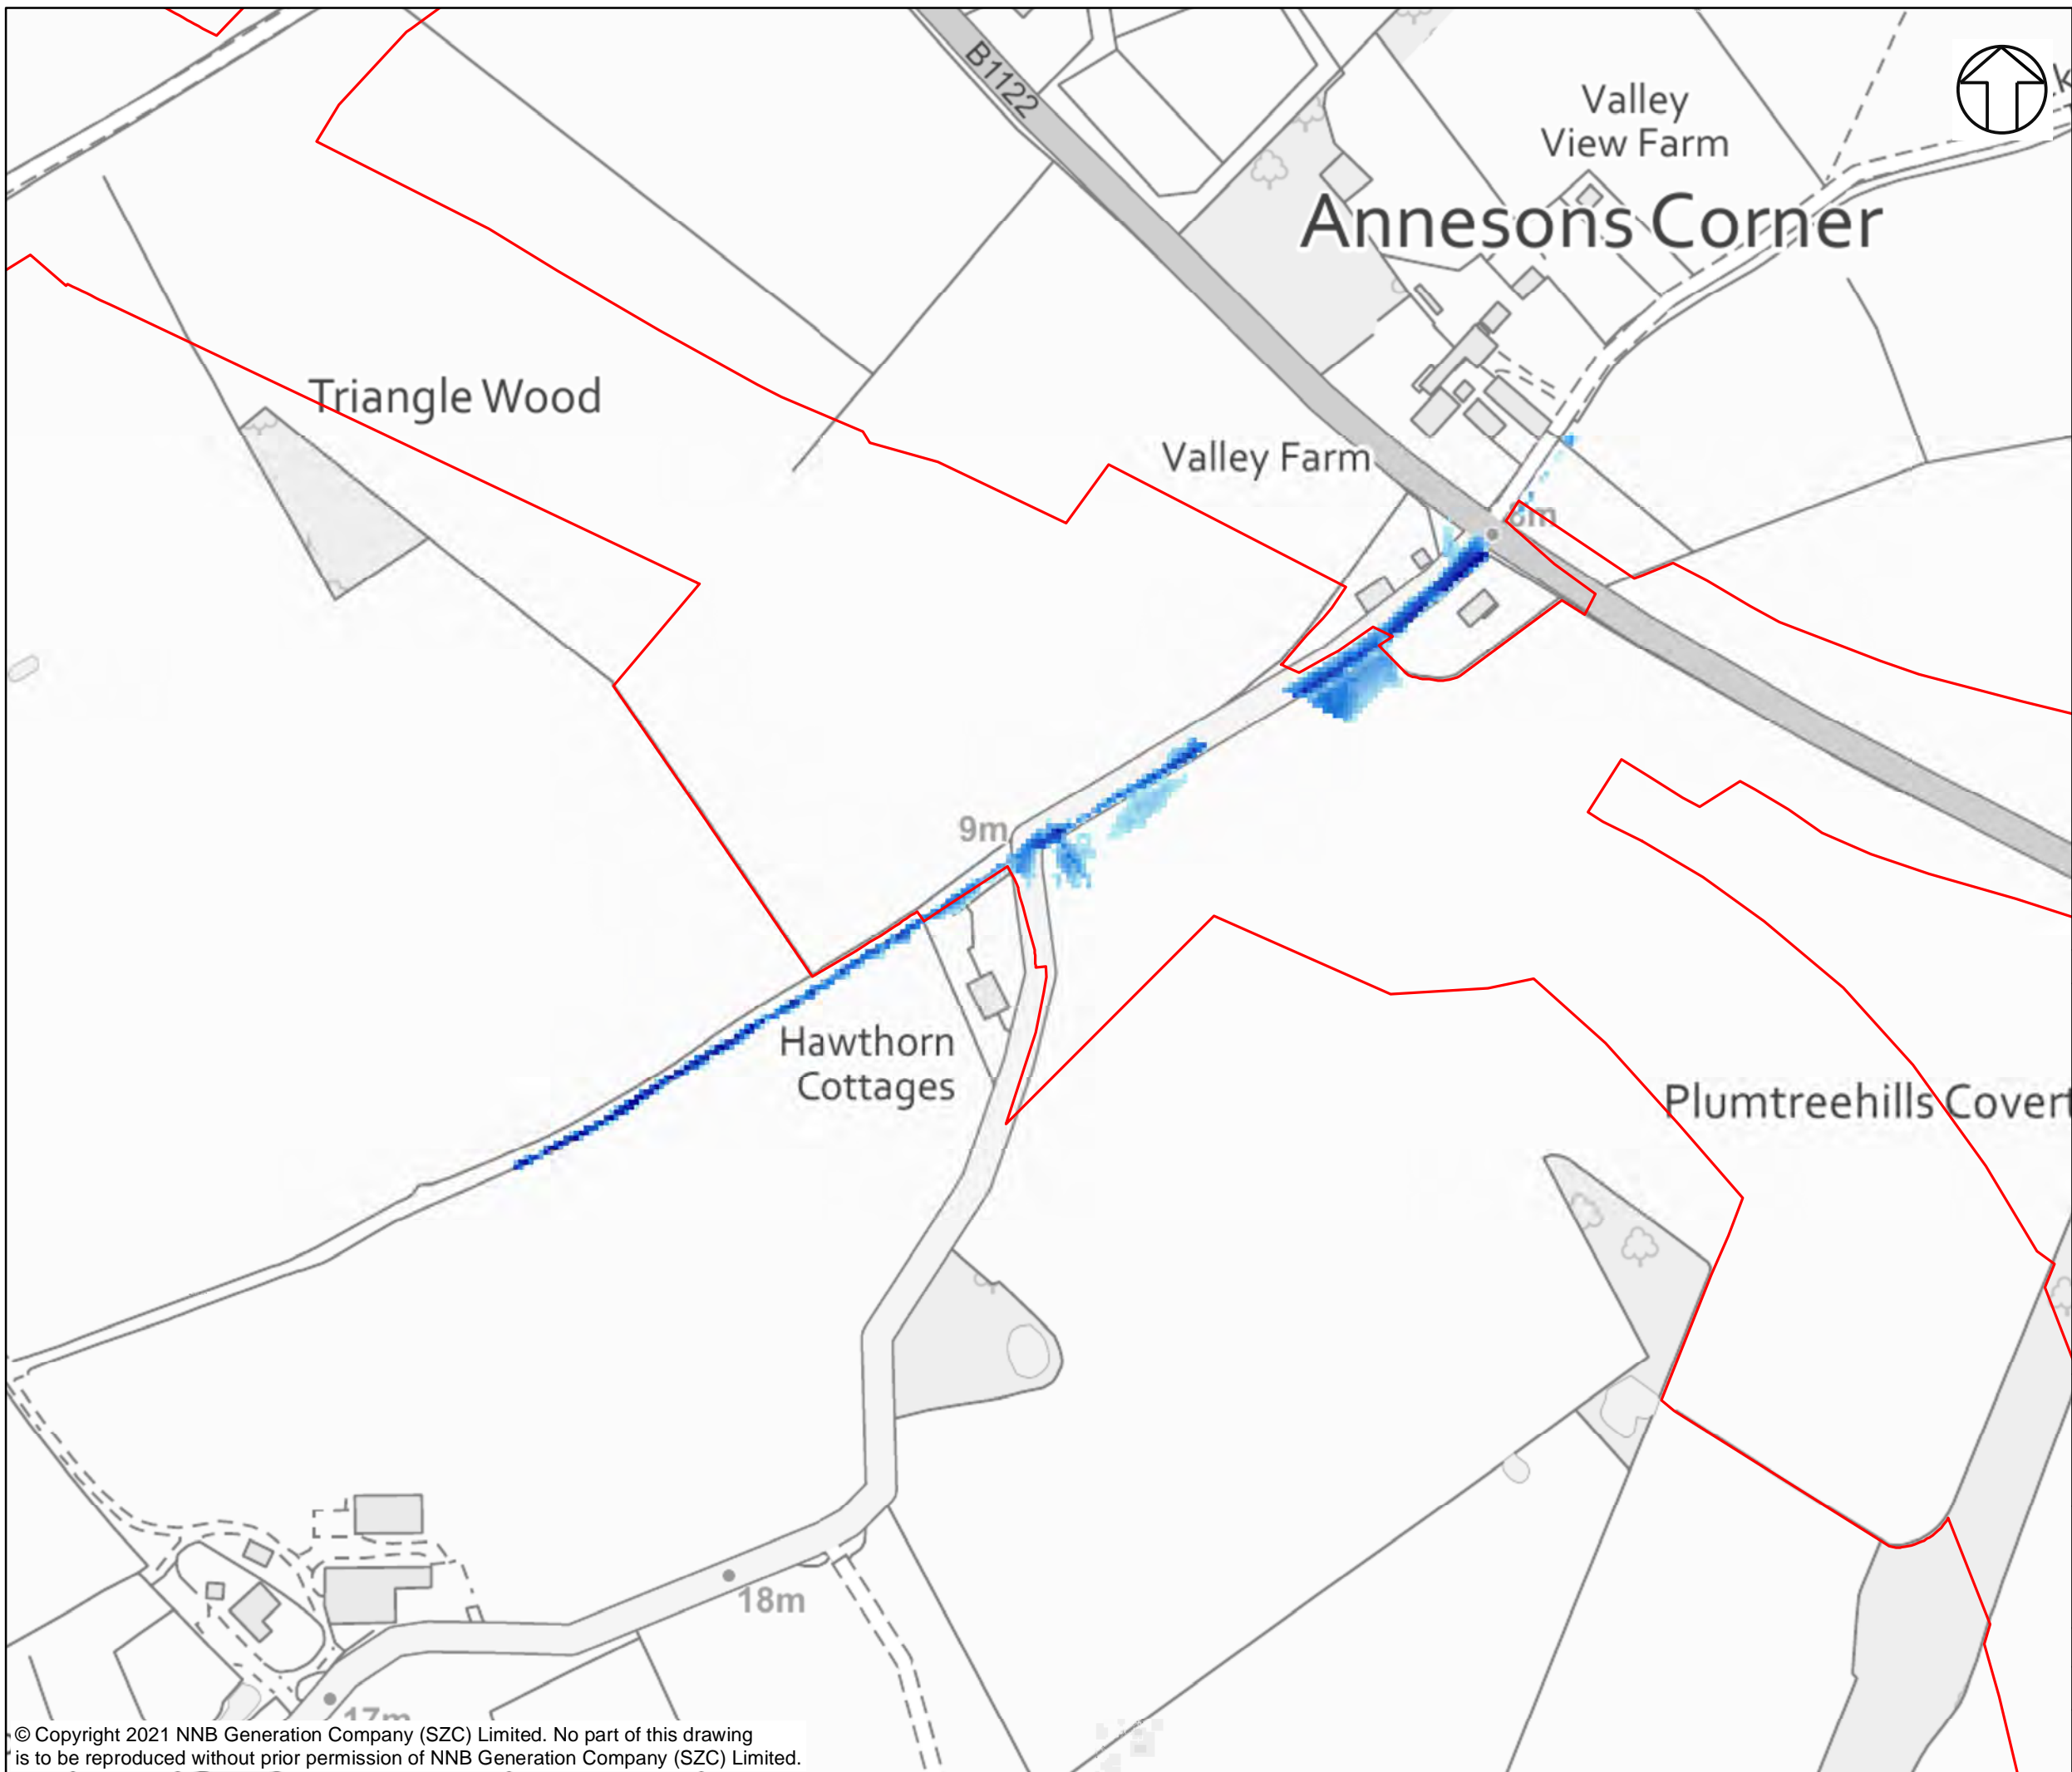 B1122
Valley
View Farm
Annesons Corner
Triangle Wood
Valley Farm
8m
9m
Hawthorn
Cottages
Plumtreehills Covert
18m
17m
© Copyright 2021 NNB Generation Company (SZC) Limited. No part of this drawing
is to be reproduced without prior permission of NNB Generation Company (SZC) Limited.